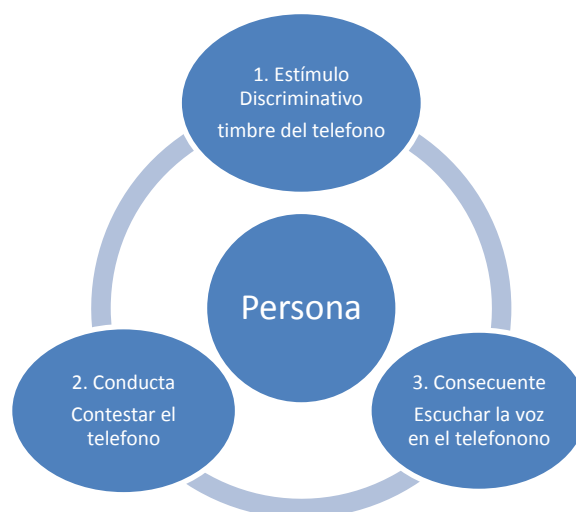 1. Estímulo
Discriminativo
timbre del telefono
Persona
2. Conducta
Contestar el
telefono
3. Consecuente
Escuchar la voz
en el telefonono